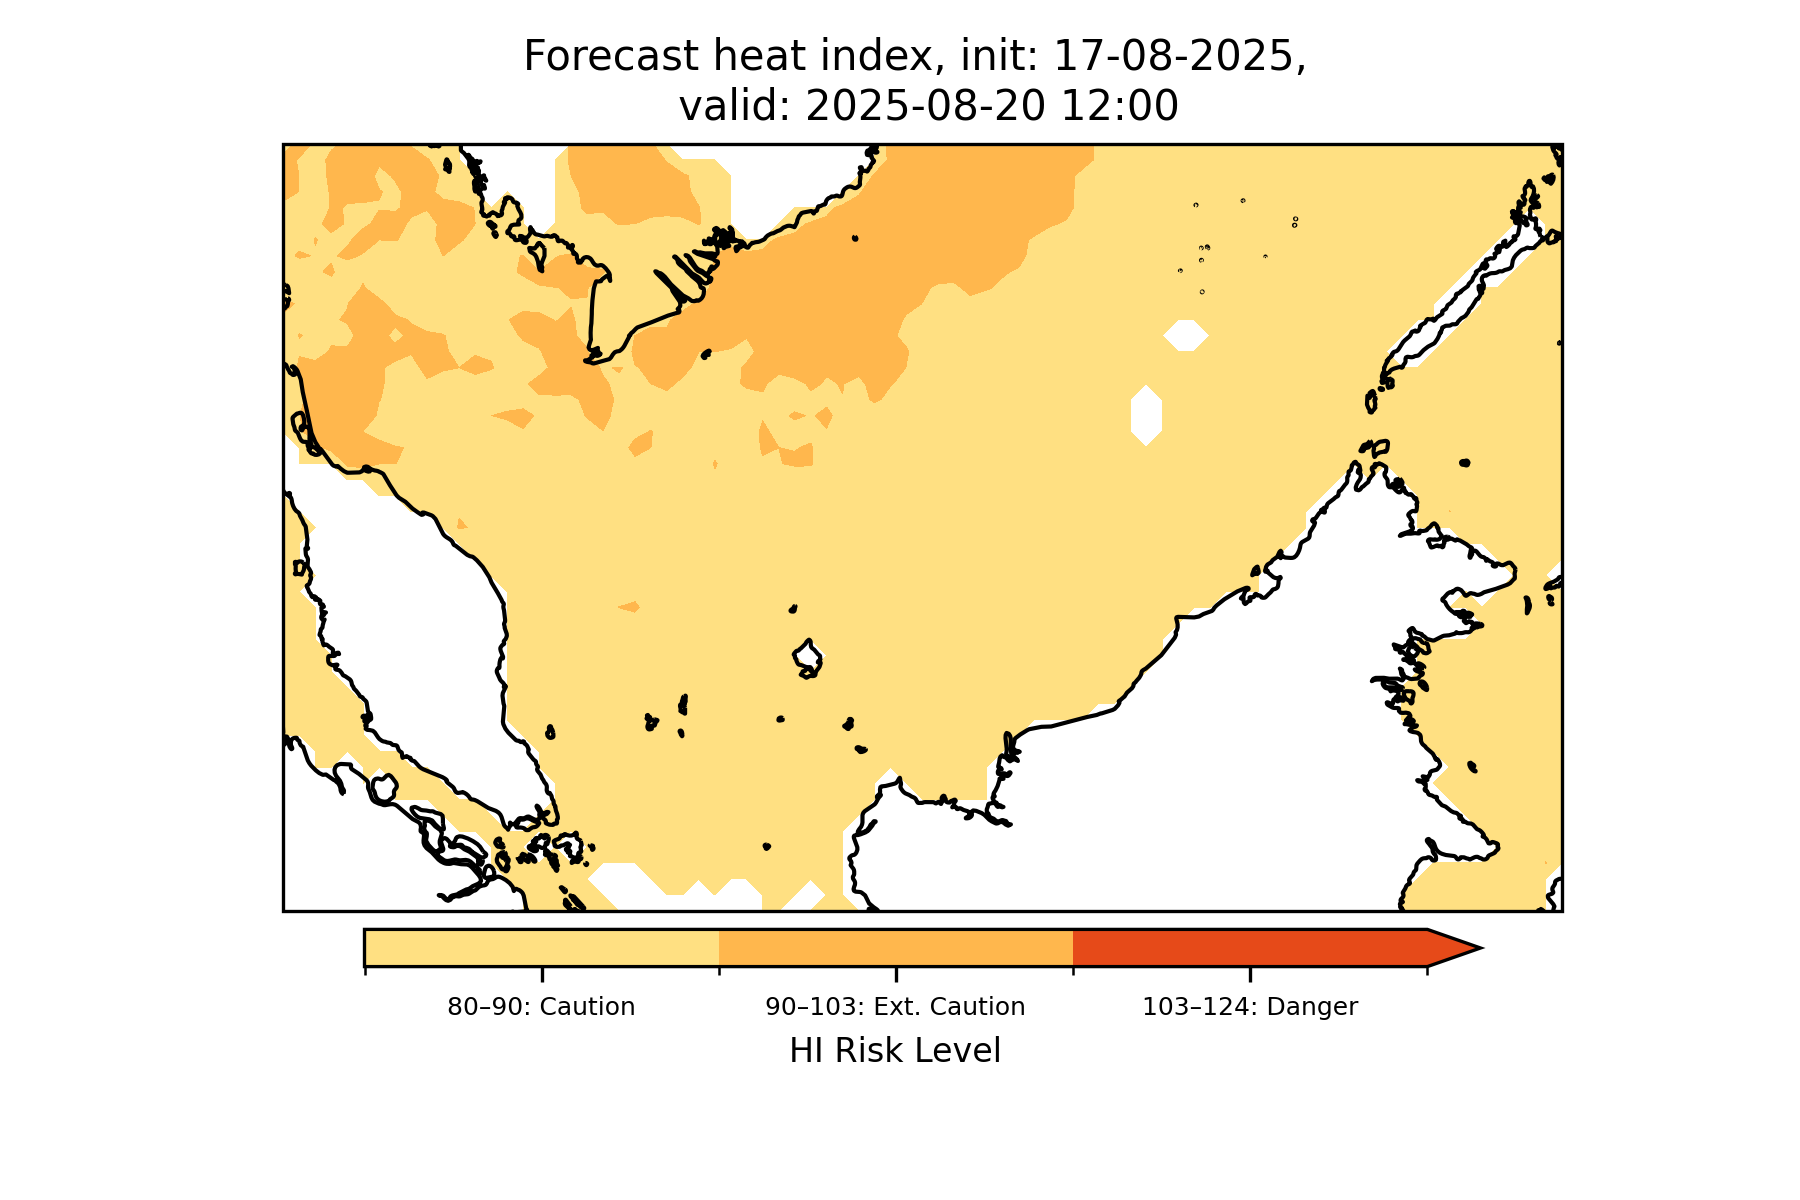 Forecast heat index, init: 17-08-2025,
valid: 2025-08-20 12:00
80–90: Caution
90–103: Ext. Caution
103–124: Danger
HI Risk Level